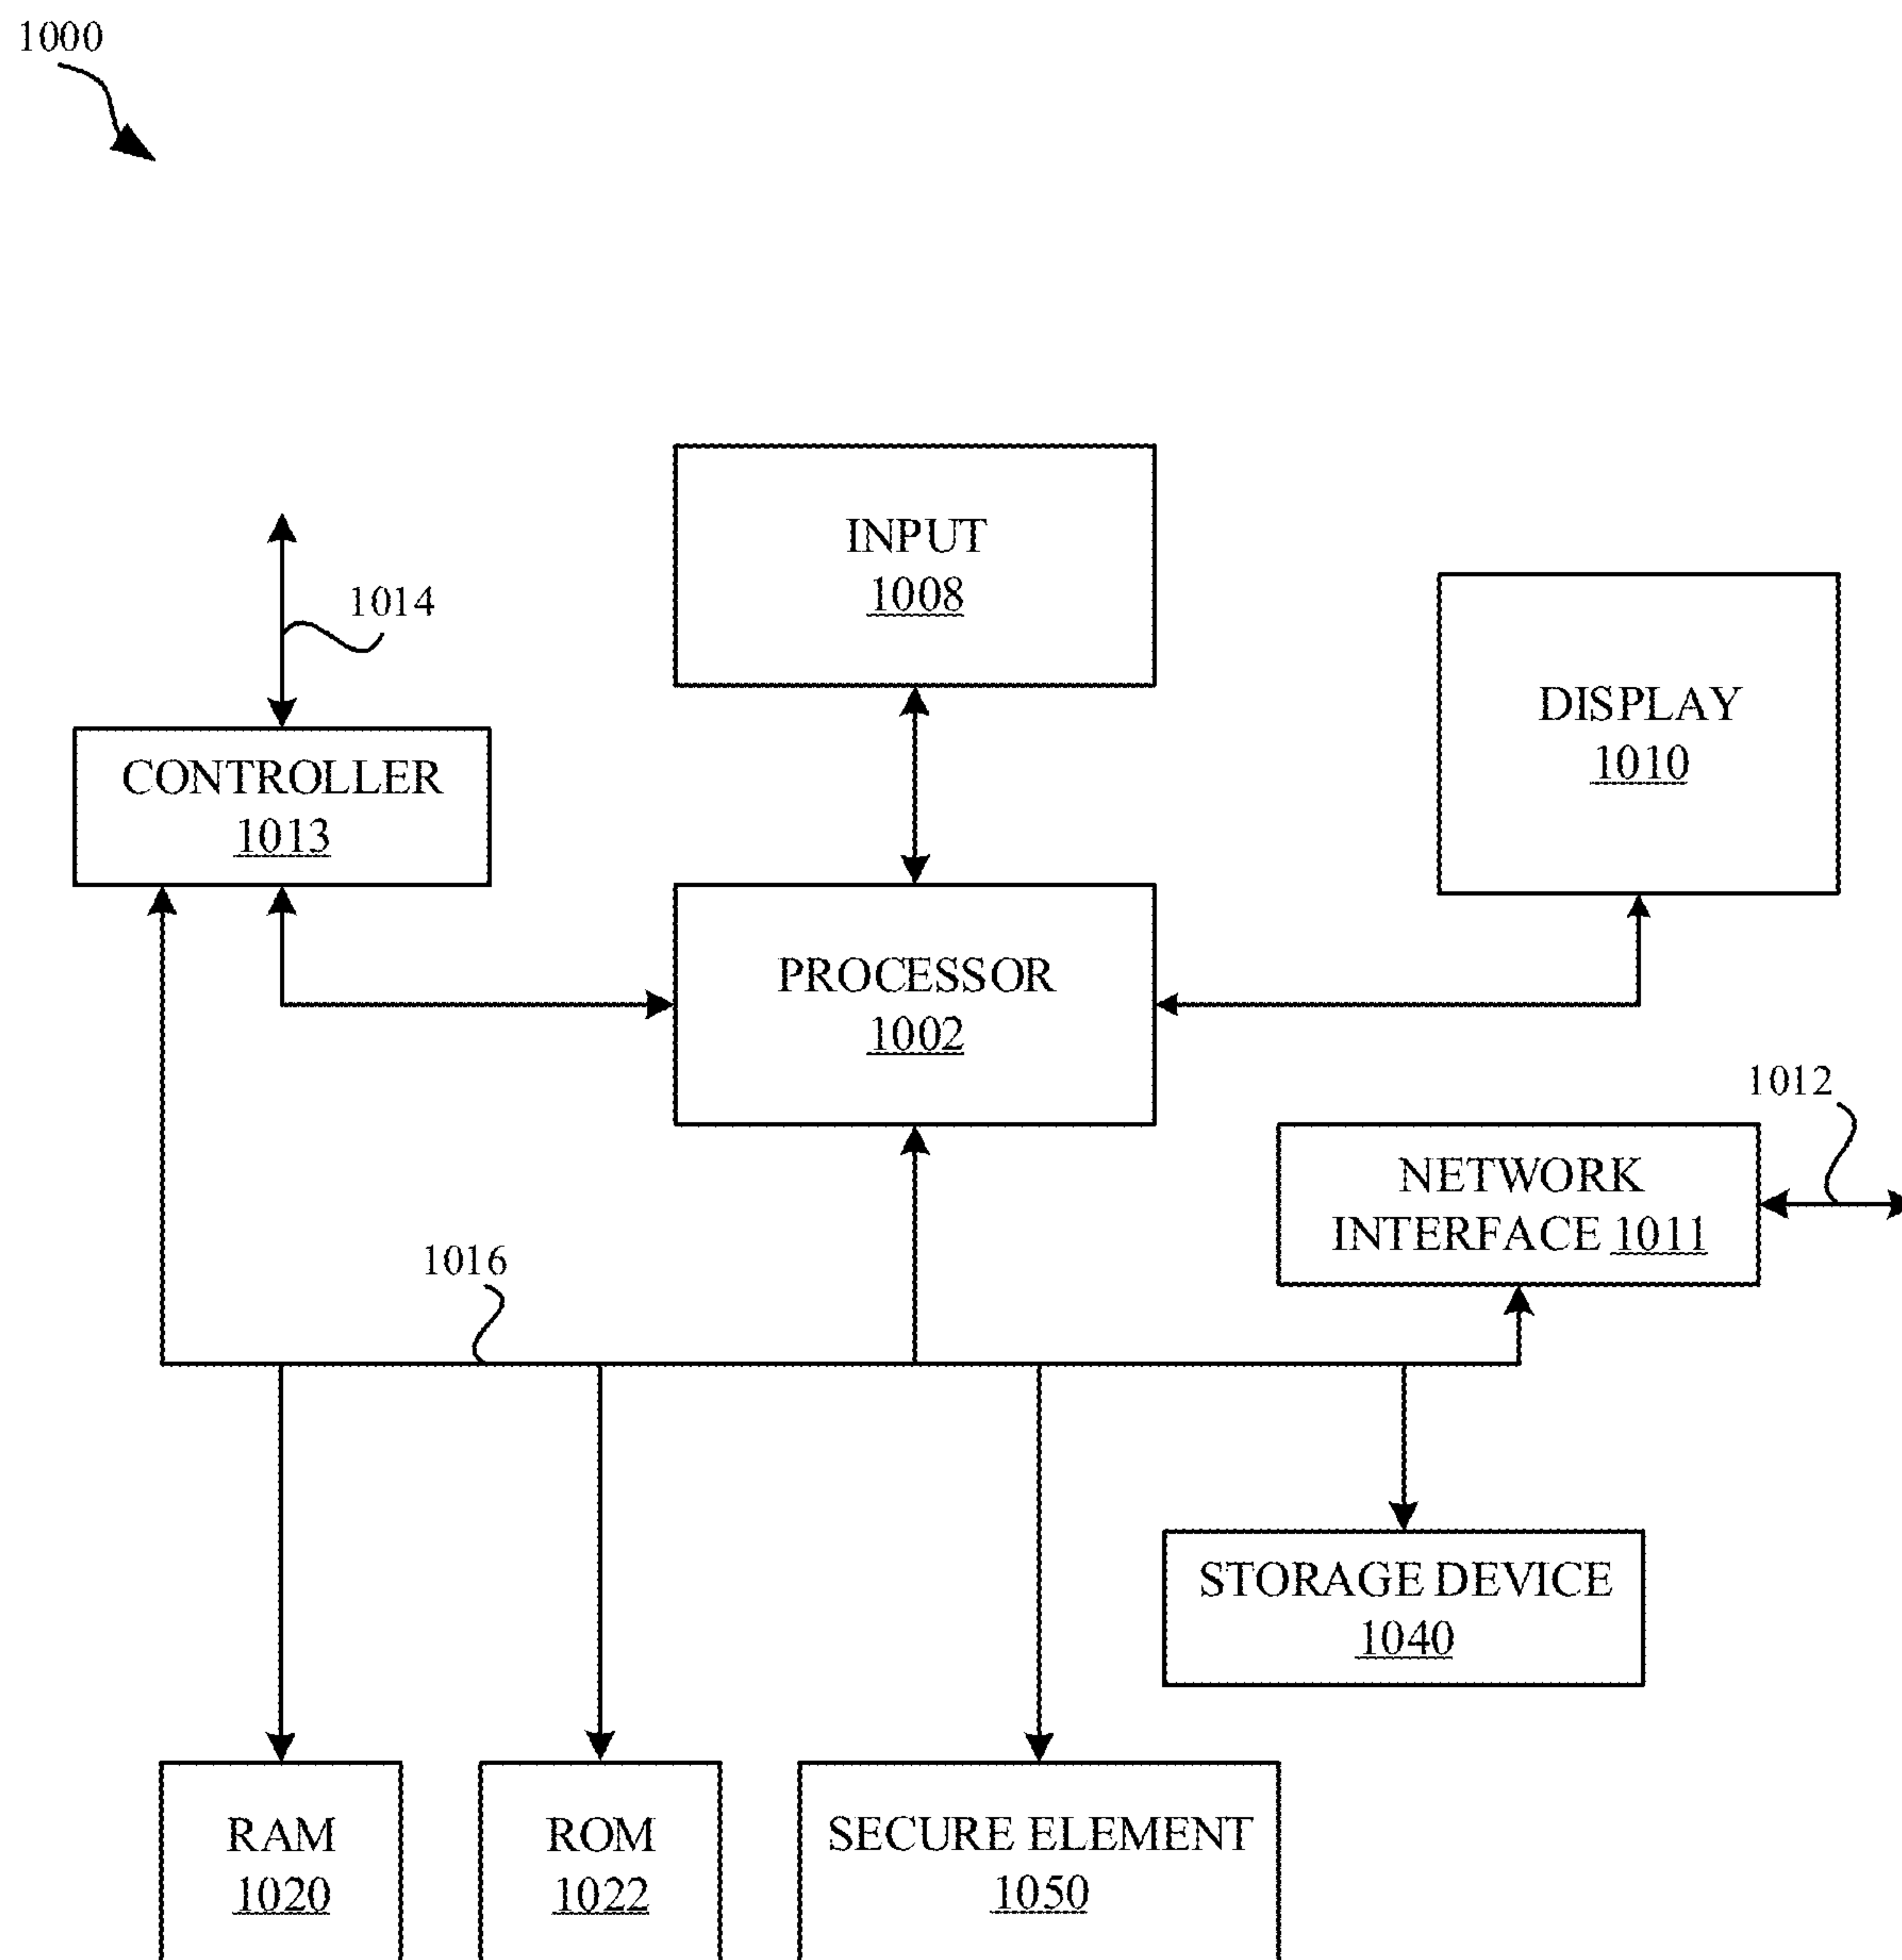 1000
INPUT
1008
1014
DISPLAY
1010
CONTROLLER
1013
PROCESSOR
1002
1012
NETWORK
INTERFACE 1011
1016
STORAGE DEVICE
1040
RAM
1020
ROM
1022
SECURE ELEMENT
1050